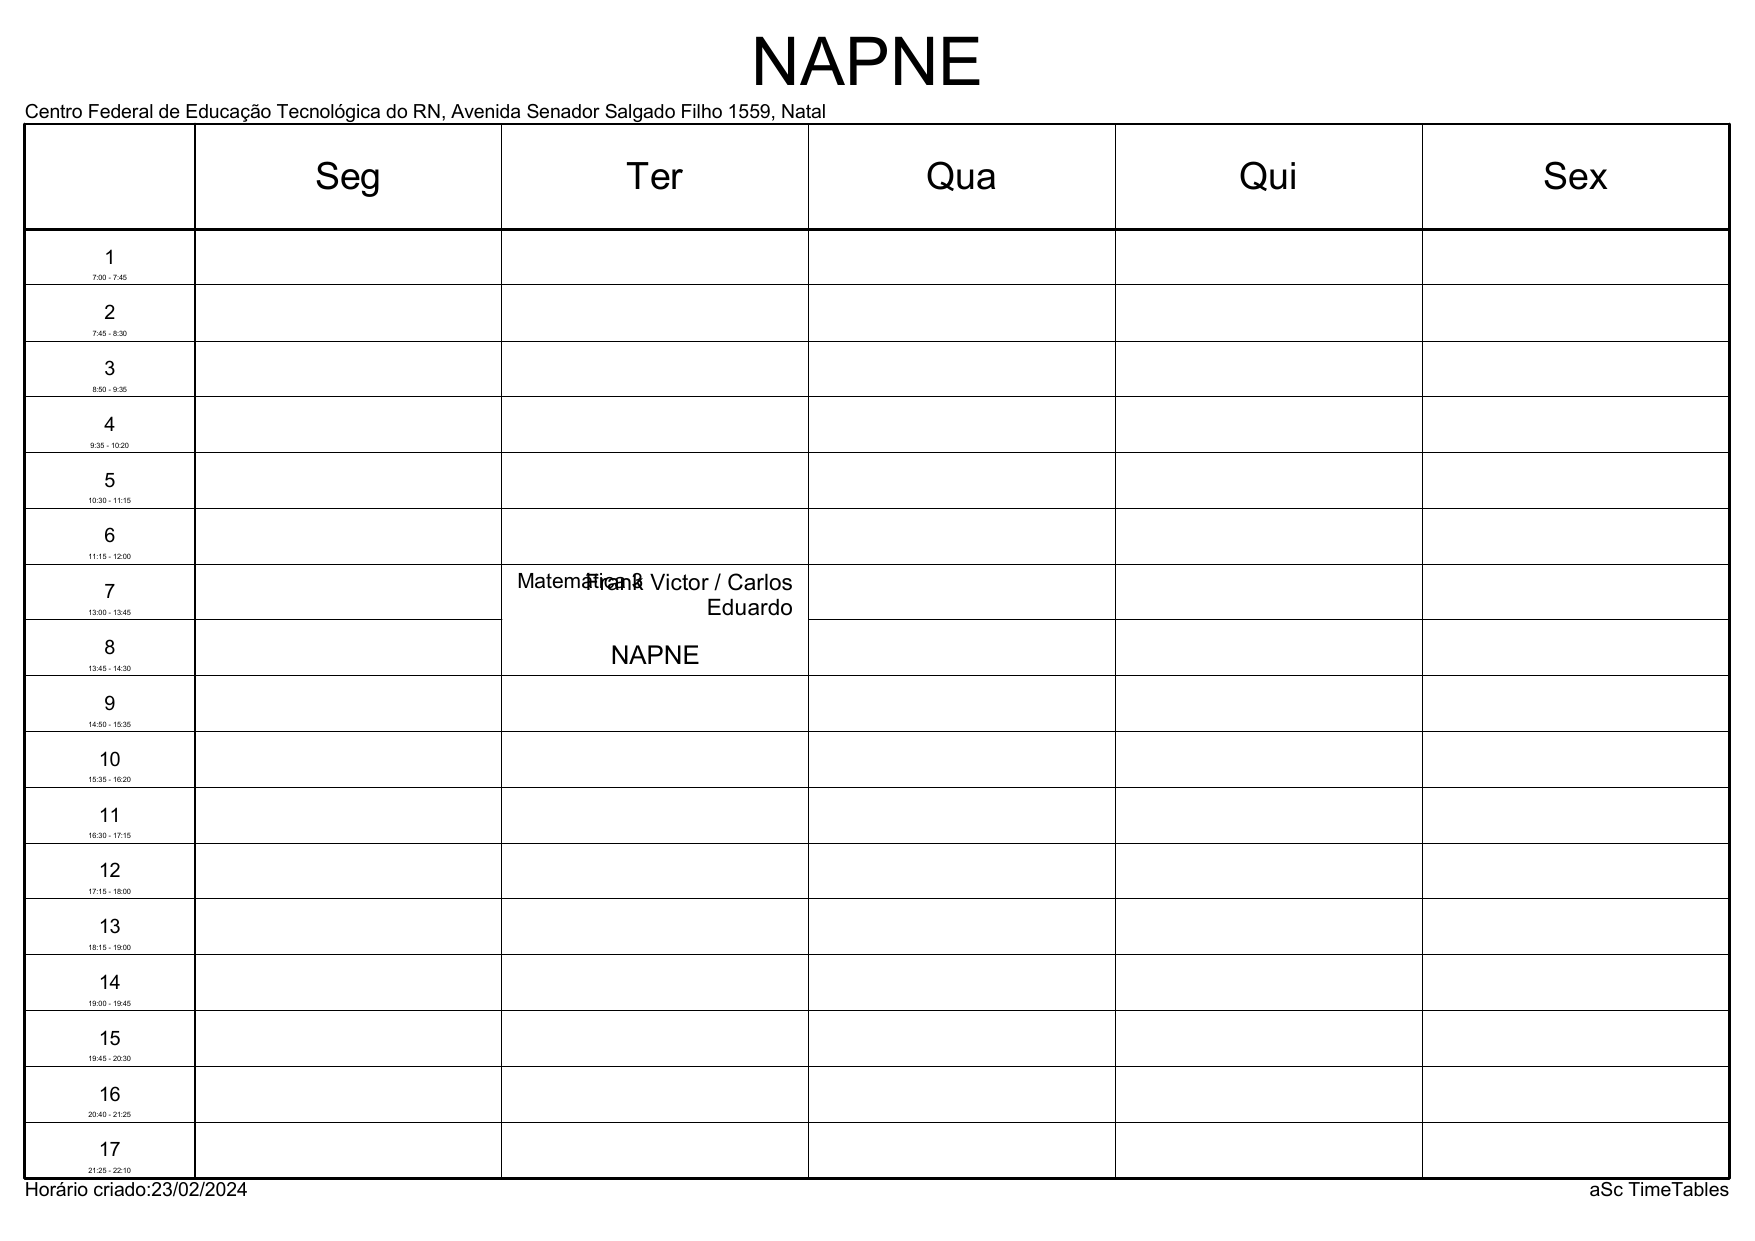 NAPNE
Centro Federal de Educação Tecnológica do RN, Avenida Senador Salgado Filho 1559, Natal
Seg Ter Qua Qui Sex
1
7:00 - 7:45
2
7:45 - 8:30
3
8:50 - 9:35
4
9:35 - 10:20
5
10:30 - 11:15
6
11:15 - 12:00
7
13:00 - 13:45
Matemática 3
Frank Victor / Carlos
Eduardo
8
13:45 - 14:30
NAPNE
9
14:50 - 15:35
10
15:35 - 16:20
11
16:30 - 17:15
12
17:15 - 18:00
13
18:15 - 19:00
14
19:00 - 19:45
15
19:45 - 20:30
16
20:40 - 21:25
17
21:25 - 22:10
Horário criado:23/02/2024
aSc TimeTables